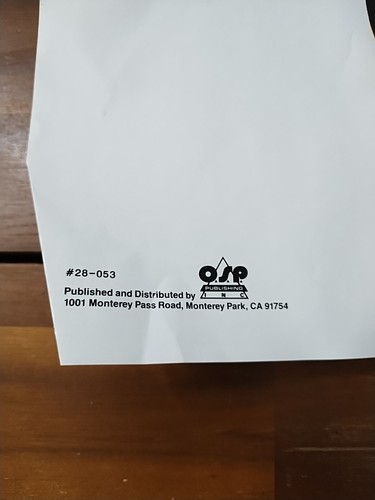 #28-053
OSP
PUBLISHING
INC
Published and Distributed by
1001 Monterey Pass Road, Monterey Park, CA 91754